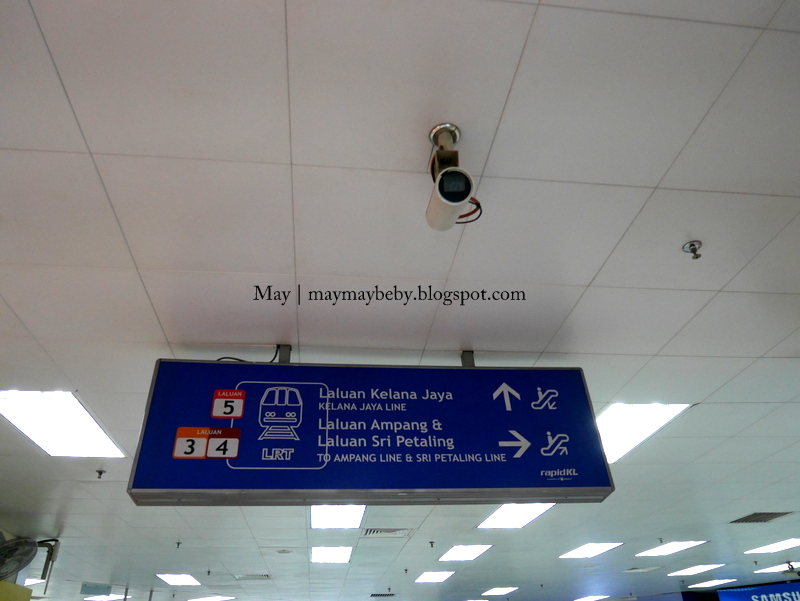 May | maymaybeby.blogspot.com
LALUAN
5
Laluan Kelana Jaya
KELANA JAYA LINE
LALUAN
3 4
Laluan Ampang &
Laluan Sri Petaling
LRT
TO AMPANG LINE & SRI PETALING LINE
rapidKL
SAMSU